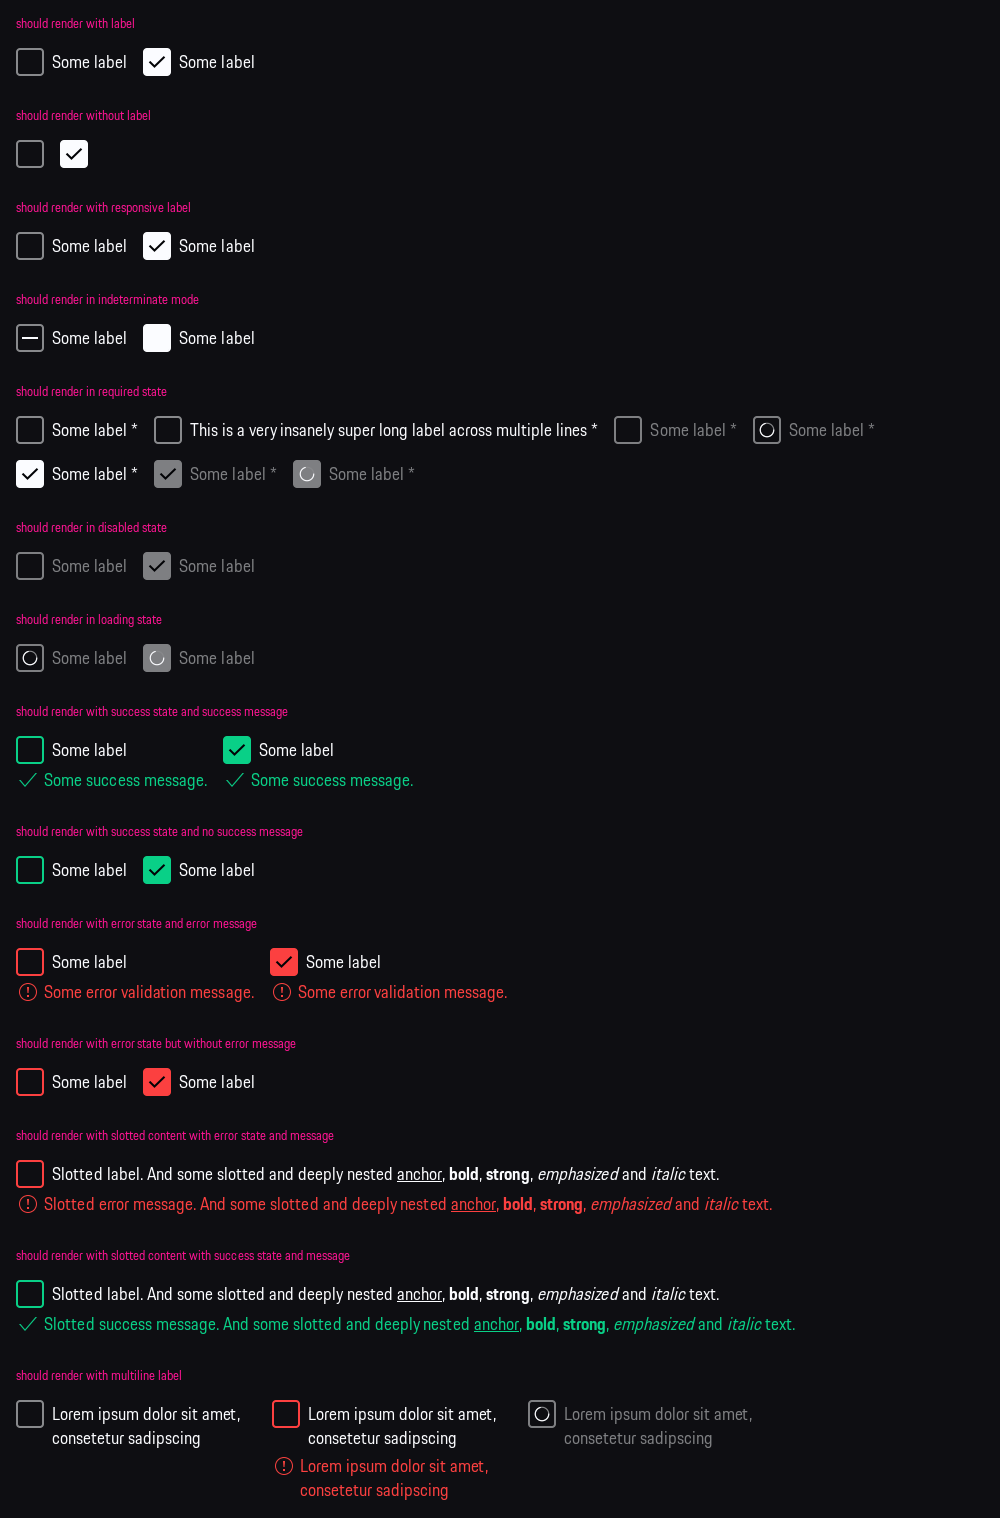 should render with label
Some label Some label
should render without label
should render with responsive label
Some label Some label
should render in indeterminate mode
Some label Some label
should render in required state
Some label * This is a very insanely super long label across multiple lines * Some label * Some label *
Some label * Some label * Some label *
should render in disabled state
Some label Some label
should render in loading state
Some label Some label
should render with success state and success message
Some label Some label
Some success message. Some success message.
should render with success state and no success message
Some label Some label
should render with error state and error message
Some label Some label
Some error validation message. Some error validation message.
should render with error state but without error message
Some label Some label
should render with slotted content with error state and message
Slotted label. And some slotted and deeply nested anchor, bold, strong, emphasized and italic text.
Slotted error message. And some slotted and deeply nested anchor, bold, strong, emphasized and italic text.
should render with slotted content with success state and message
Slotted label. And some slotted and deeply nested anchor, bold, strong, emphasized and italic text.
Slotted success message. And some slotted and deeply nested anchor, bold, strong, emphasized and italic text.
should render with multiline label
Lorem ipsum dolor sit amet, Lorem ipsum dolor sit amet, Lorem ipsum dolor sit amet,
consetetur sadipscing consetetur sadipscing consetetur sadipscing
Lorem ipsum dolor sit amet,
consetetur sadipscing